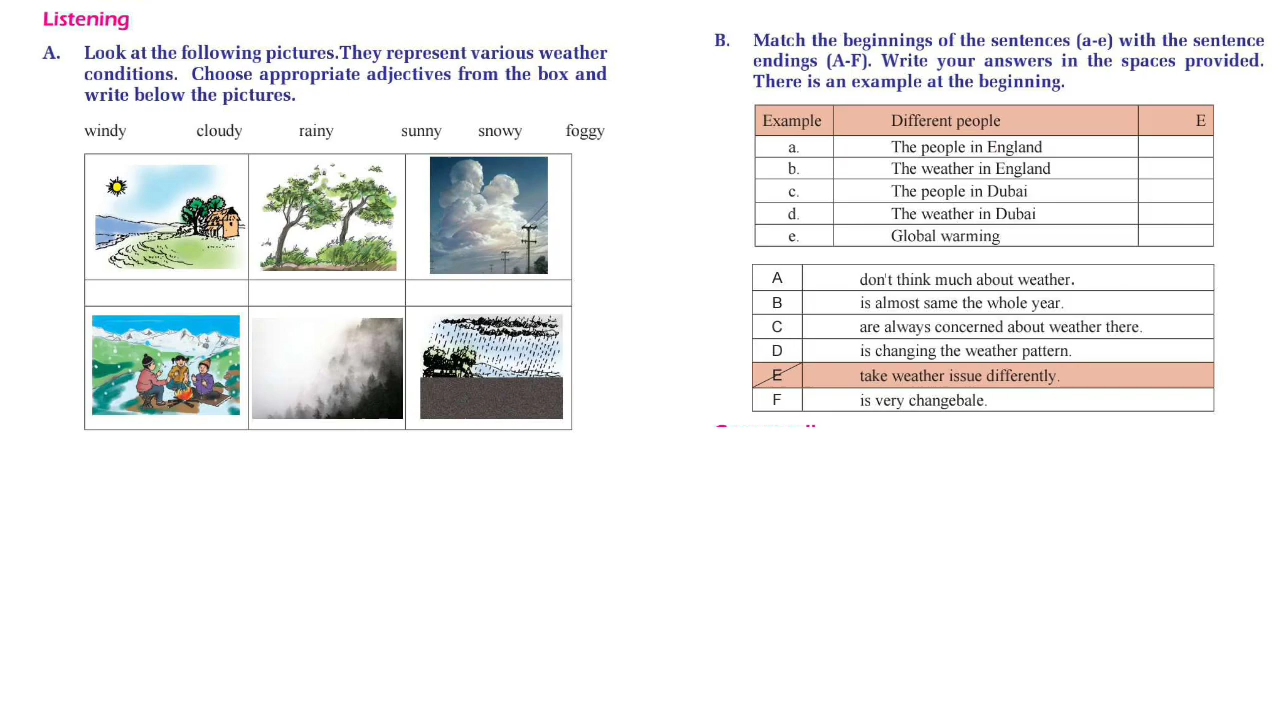 Listening
A. Look at the following pictures.They represent various weather
conditions. Choose appropriate adjectives from the box and
write below the pictures.
windy cloudy rainy sunny snowy foggy
B. Match the beginnings of the sentences (a-e) with the sentence
endings (A-F). Write your answers in the spaces provided.
There is an example at the beginning.
Example Different people E
a. The people in England
b. The weather in England
c. The people in Dubai
d. The weather in Dubai
e. Global warming
A don't think much about weather.
B is almost same the whole year.
C are always concerned about weather there.
D is changing the weather pattern.
E take weather issue differently.
F is very changebale.